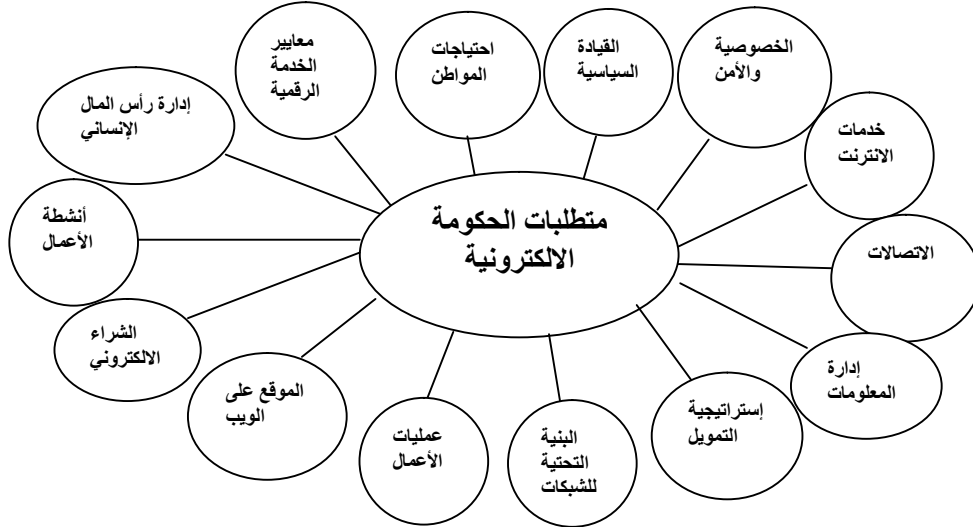 معايير
الخدمة
الرقمية
احتياجات
المواطن
القيادة
السياسية
الخصوصية
والأمن
إدارة رأس المال
الإنساني
خدمات
الانترنت
أنشطة
الأعمال
متطلبات الحكومة
الالكترونية
الاتصالات
الشراء
الالكتروني
إدارة
المعلومات
الموقع على
الويب
إستراتيجية
التمويل
عمليات
الأعمال
البنية
التحتية
للشبكات